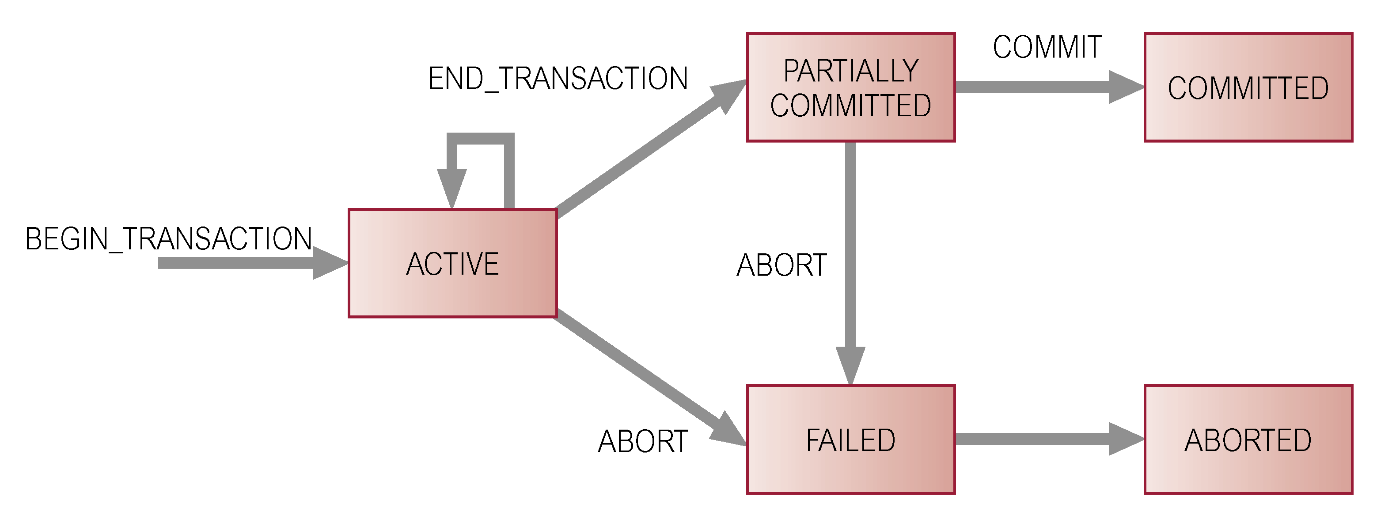 END_TRANSACTION
PARTIALLY
COMMITTED
COMMIT
COMMITTED
BEGIN_TRANSACTION
ACTIVE
ABORT
ABORT
FAILED
ABORTED